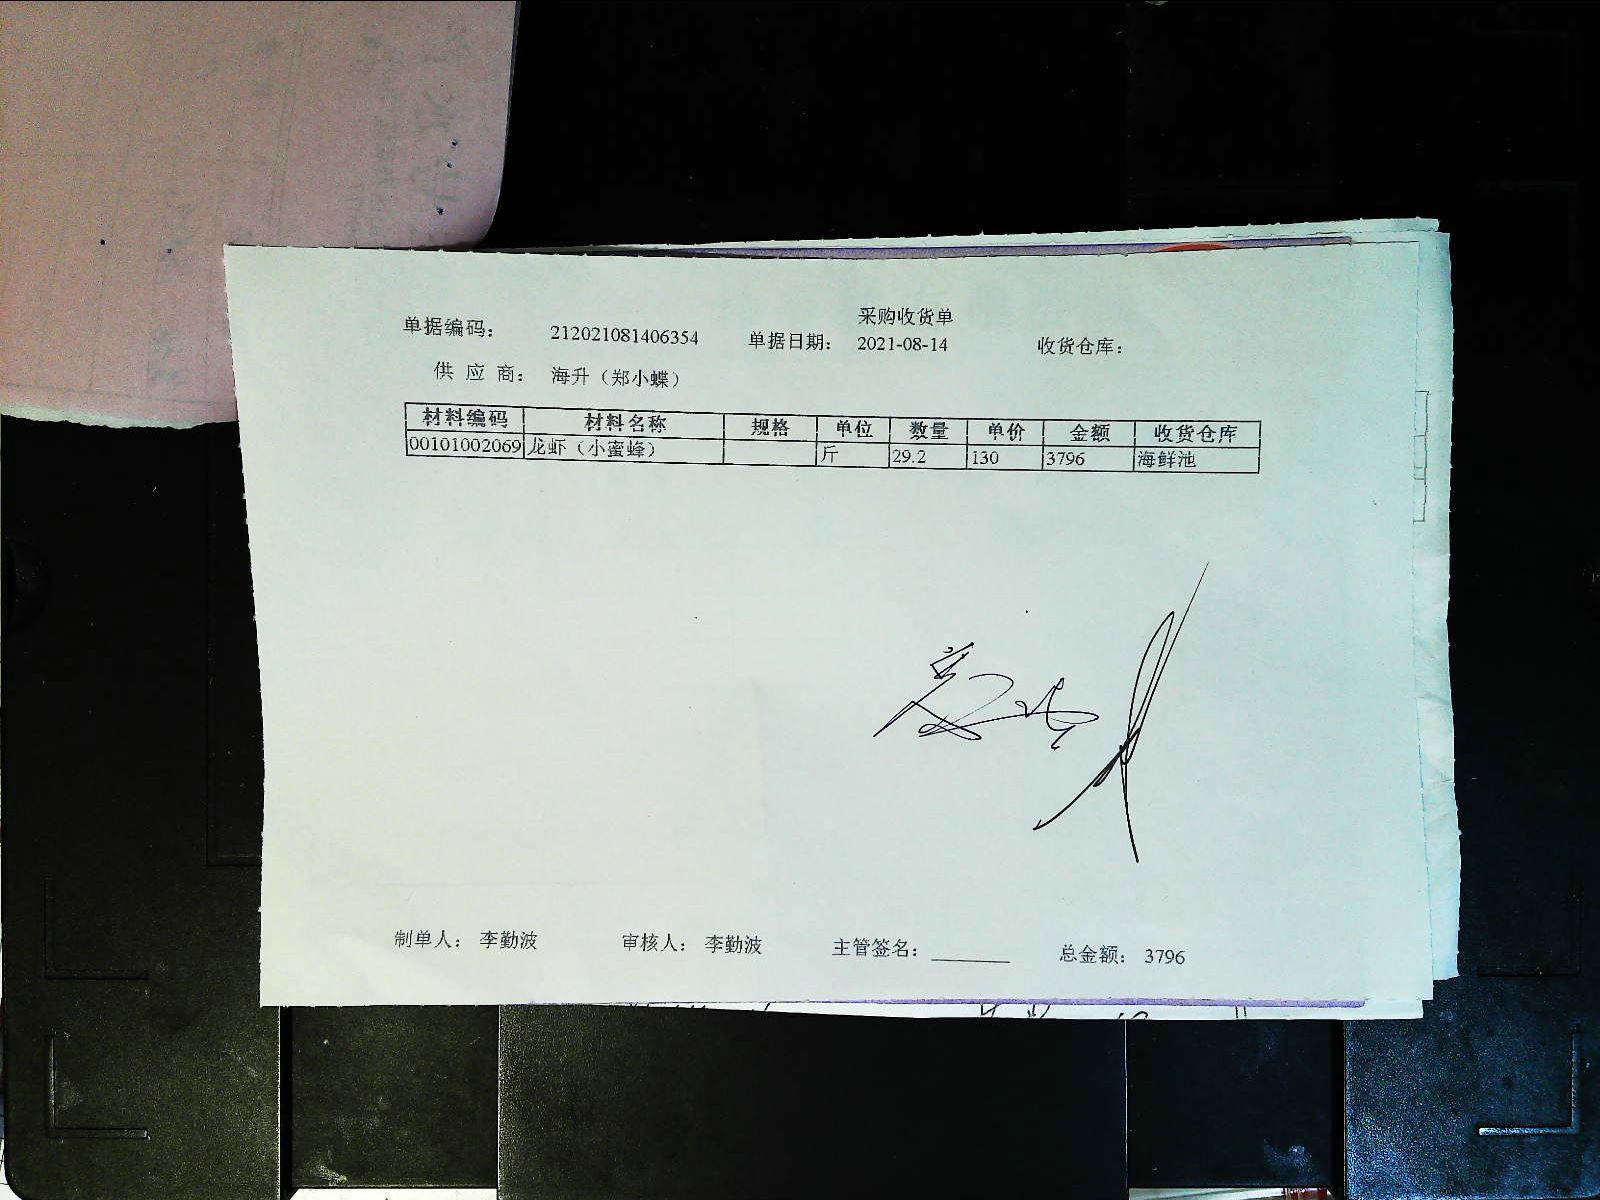 采购收货单
单据编码： 212021081406354 单据日期： 2021-08-14 收货仓库：
供 应 商： 海升（郑小蝶）
材料编码 材料名称 规格 单位 数量 单价 金额 收货仓库
00101002069 龙虾（小蜜蜂） 斤 29.2 130 3796 海鲜池
制单人： 李勤波 审核人： 李勤波 主管签名：________ 总金额： 3796